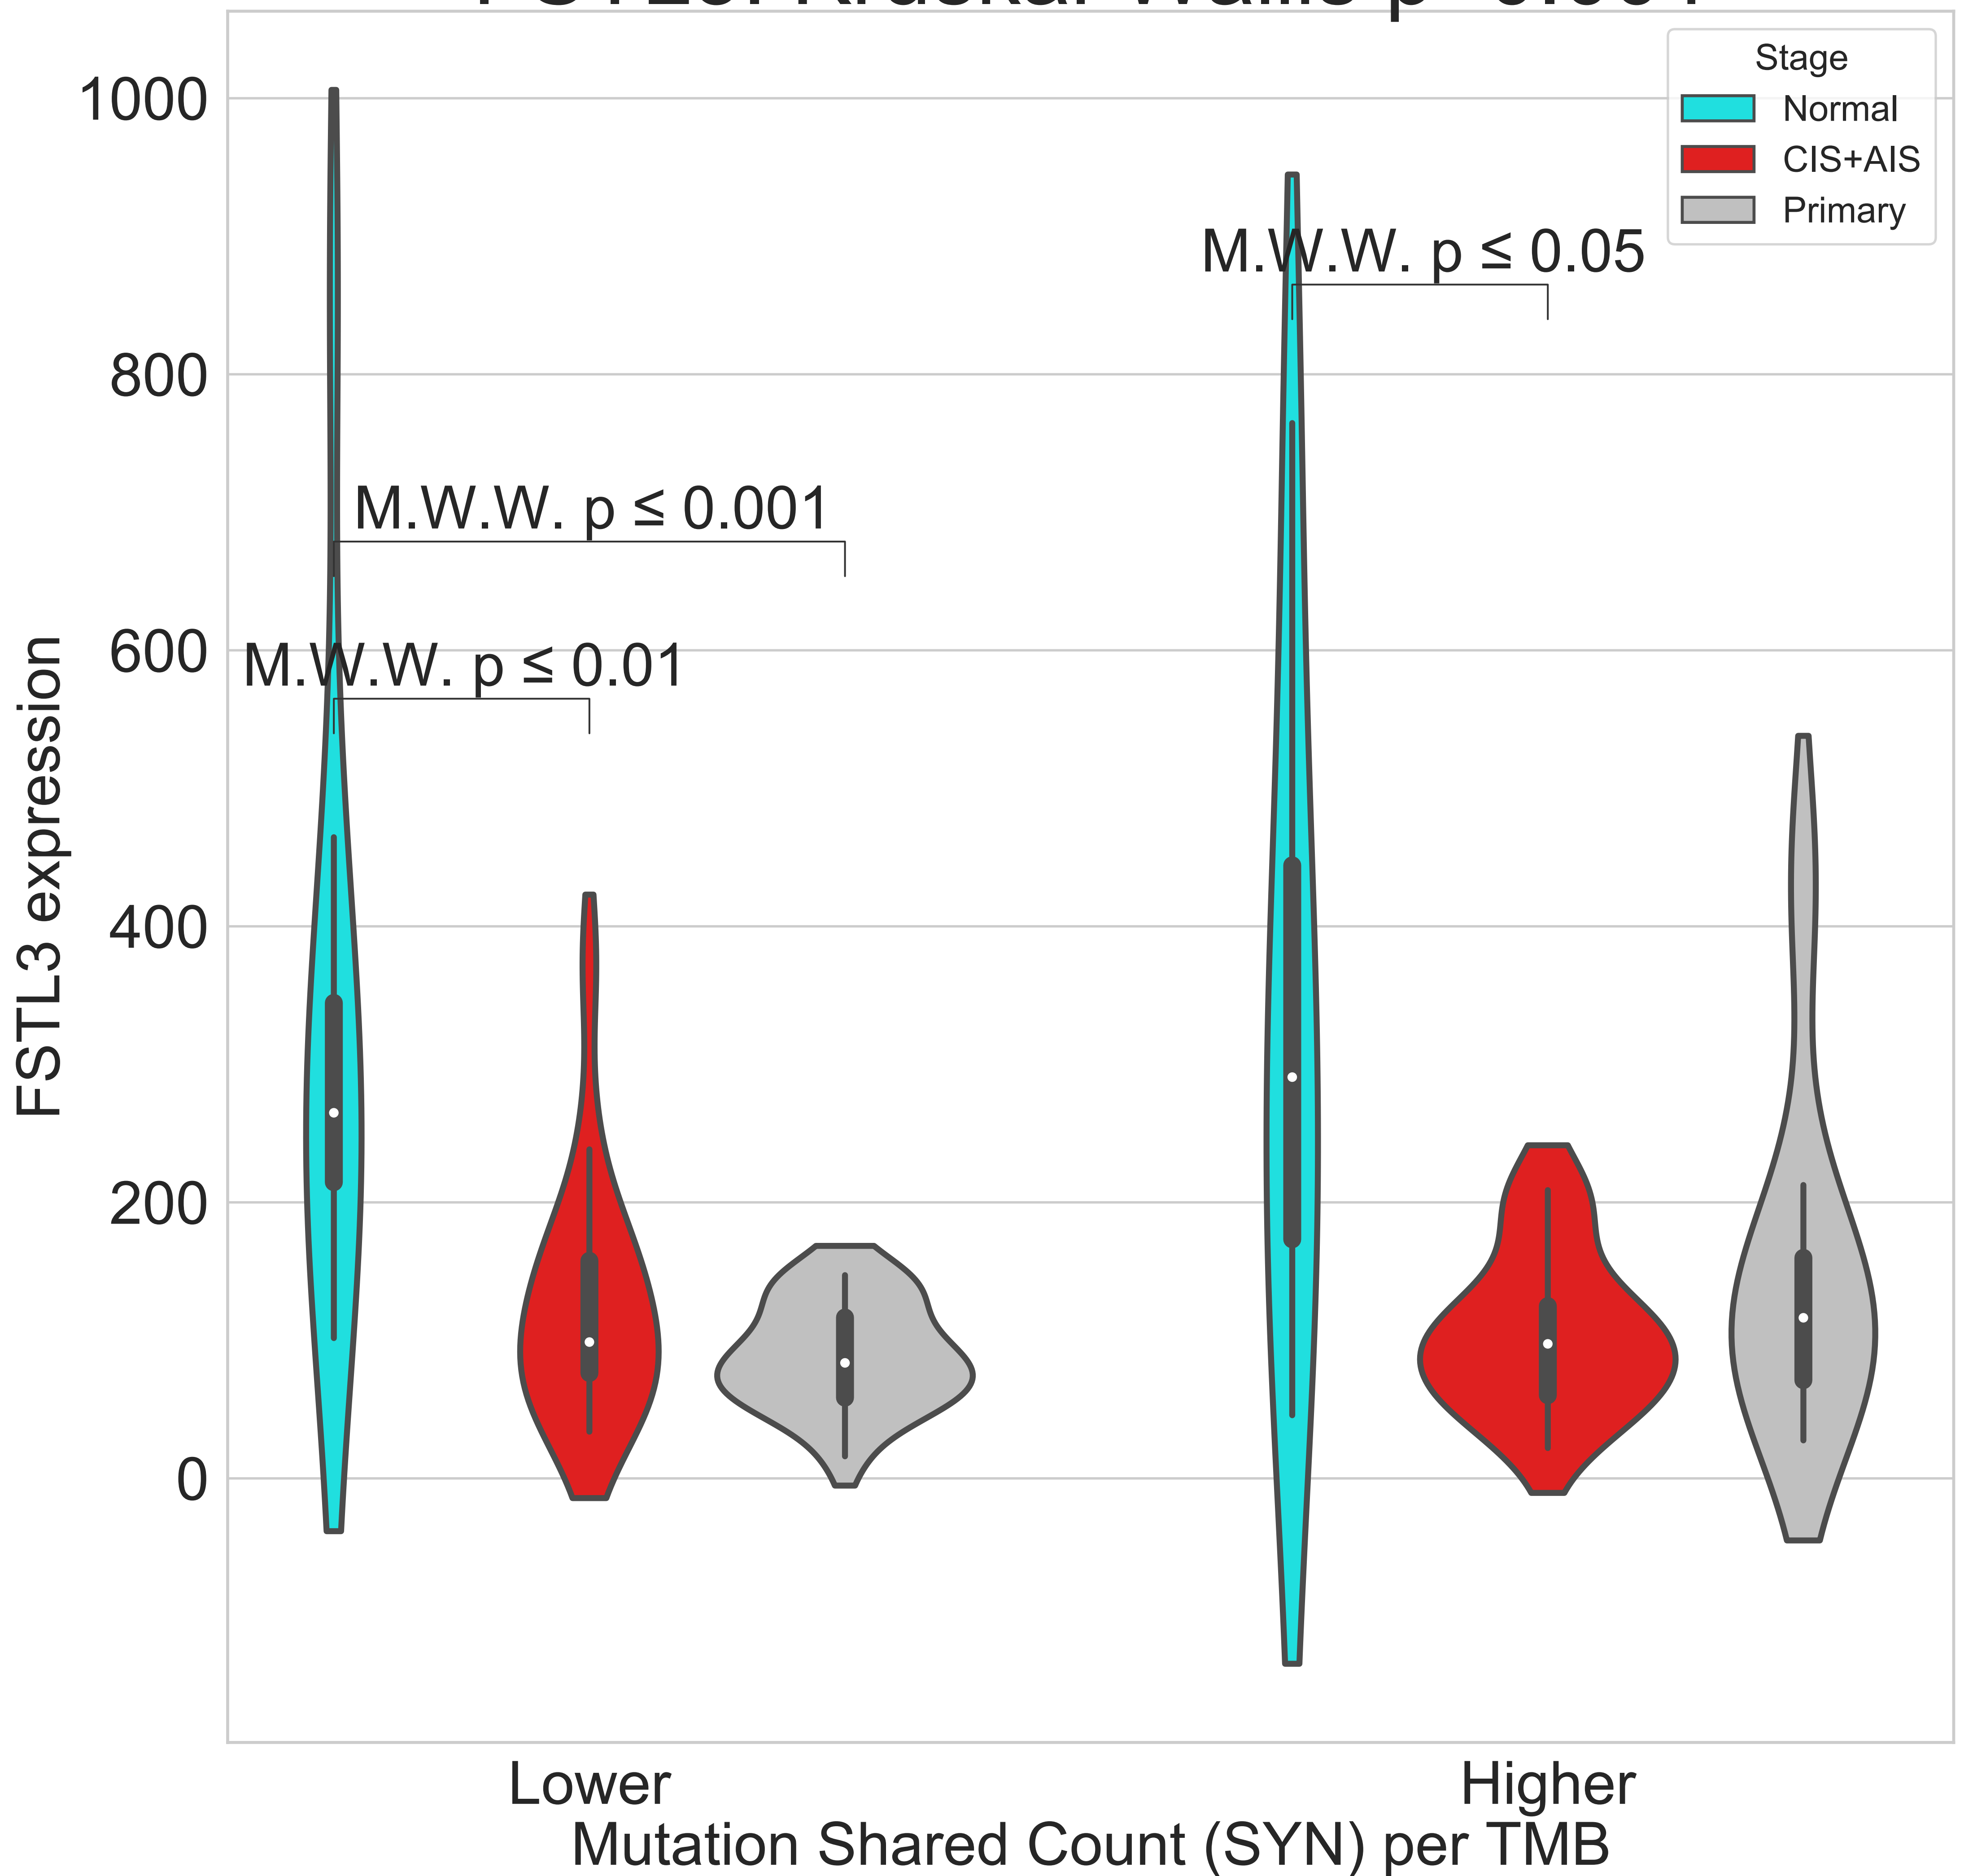 Stage
Normal
CIS+AIS
Primary
1000
800
600
400
200
0
FSTL3 expression
M.W.W. p ≤ 0.05
M.W.W. p ≤ 0.001
M.W.W. p ≤ 0.01
Lower
Higher
Mutation Shared Count (SYN) per TMB